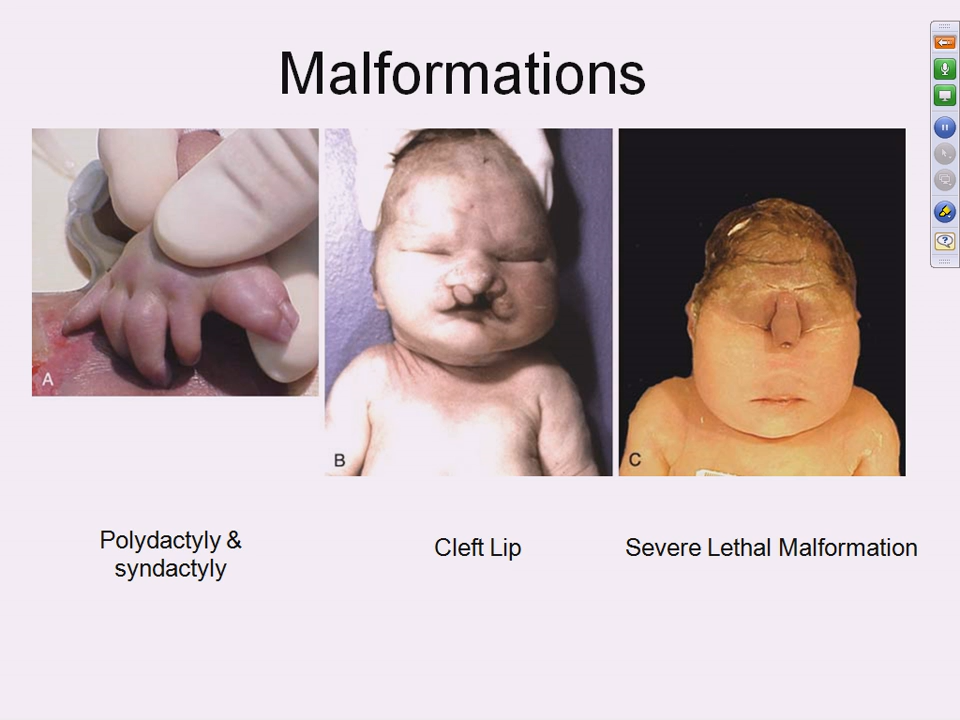 Malformations
A
B
C
Polydactyly &
syndactyly
Cleft Lip
Severe Lethal Malformation